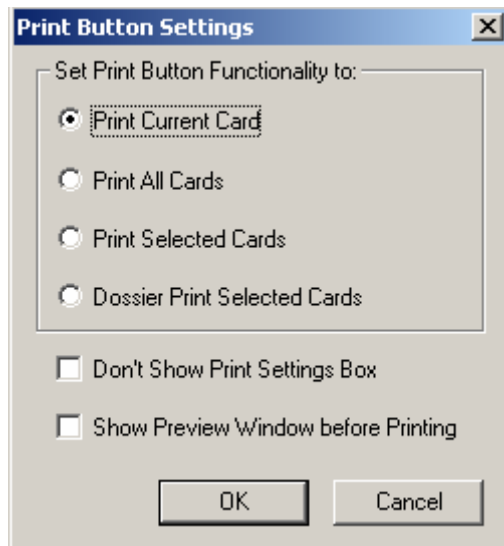 Print Button Settings
Set Print Button Functionality to:
Print Current Card
Print All Cards
Print Selected Cards
Dossier Print Selected Cards
Don't Show Print Settings Box
Show Preview Window before Printing
OK Cancel